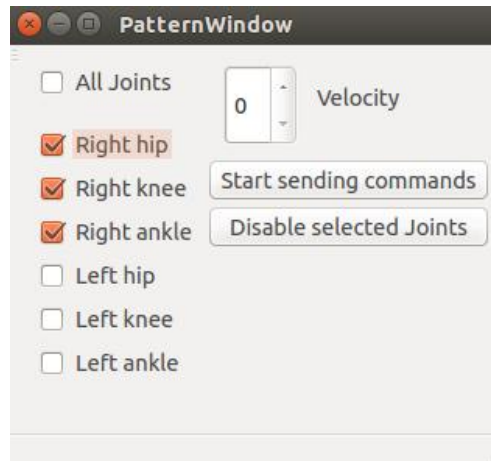 PatternWindow
All Joints
0
Velocity
Right hip
Right knee
Start sending commands
Right ankle
Disable selected Joints
Left hip
Left knee
Left ankle